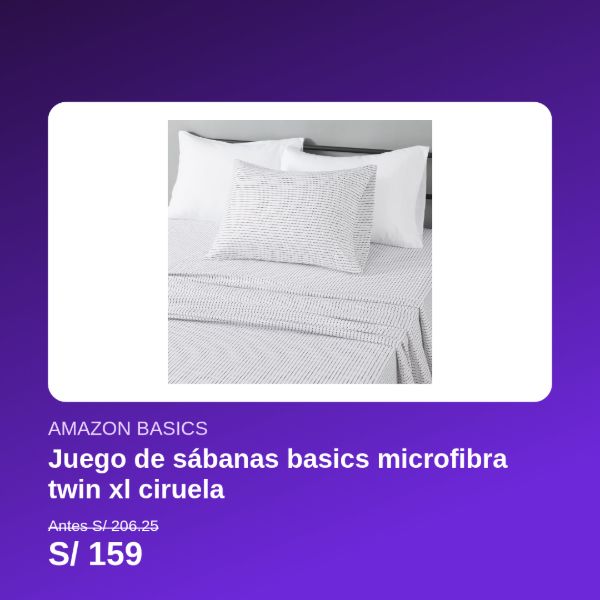 AMAZON BASICS
Juego de sábanas basics microfibra
twin xl ciruela
Antes S/ 206.25
S/ 159